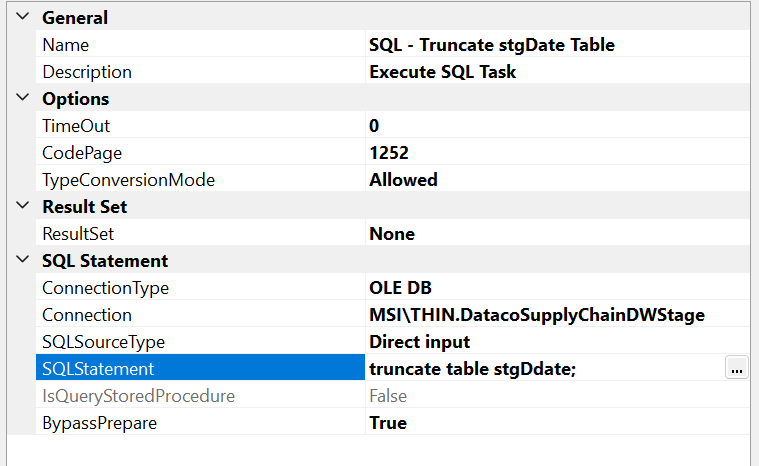 General
Name SQL - Truncate stgDate Table
Description Execute SQL Task
Options
TimeOut 0
CodePage 1252
TypeConversionMode Allowed
Result Set
ResultSet None
SQL Statement
ConnectionType OLE DB
Connection MSI\THIN.DatacoSupplyChainDWStage
SQLSourceType Direct input
SQLStatement truncate table stgDdate; ...
IsQueryStoredProcedure False
BypassPrepare True